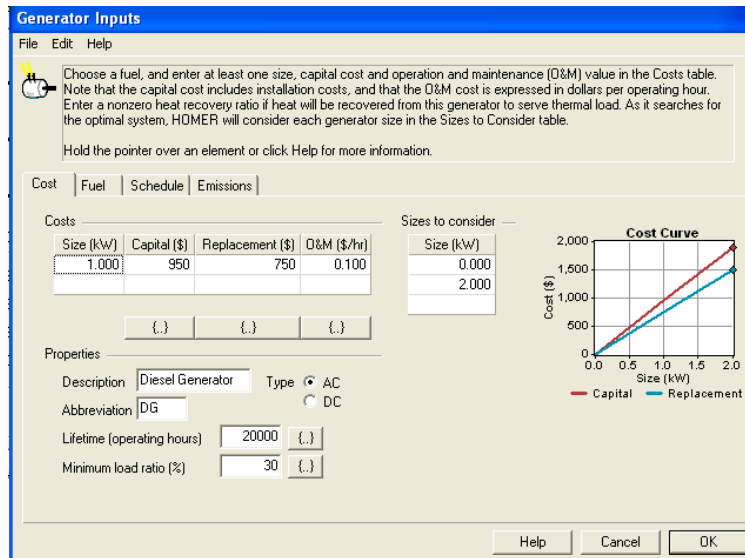 Generator Inputs
File Edit Help
Choose a fuel, and enter at least one size, capital cost and operation and maintenance (O&M) value in the Costs table.
Note that the capital cost includes installation costs, and that the O&M cost is expressed in dollars per operating hour.
Enter a nonzero heat recovery ratio if heat will be recovered from this generator to serve thermal load. As it searches for
the optimal system, HOMER will consider each generator size in the Sizes to Consider table.
Hold the pointer over an element or click Help for more information.
Cost Fuel Schedule Emissions
Costs
Size (kW) Capital ($) Replacement ($) O&M ($/hr)
1.000 950 750 0.100
{..} {..} {..}
Sizes to consider
Size (kW)
0.000
2.000
Cost Curve
2,000
1,500
1,000
500
0
Cost ($)
0.0 0.5 1.0 1.5 2.0
Size (kW)
Capital Replacement
Properties
Description Diesel Generator Type AC
DC
Abbreviation DG
Lifetime (operating hours) 20000 {..}
Minimum load ratio (%) 30 {..}
Help Cancel OK